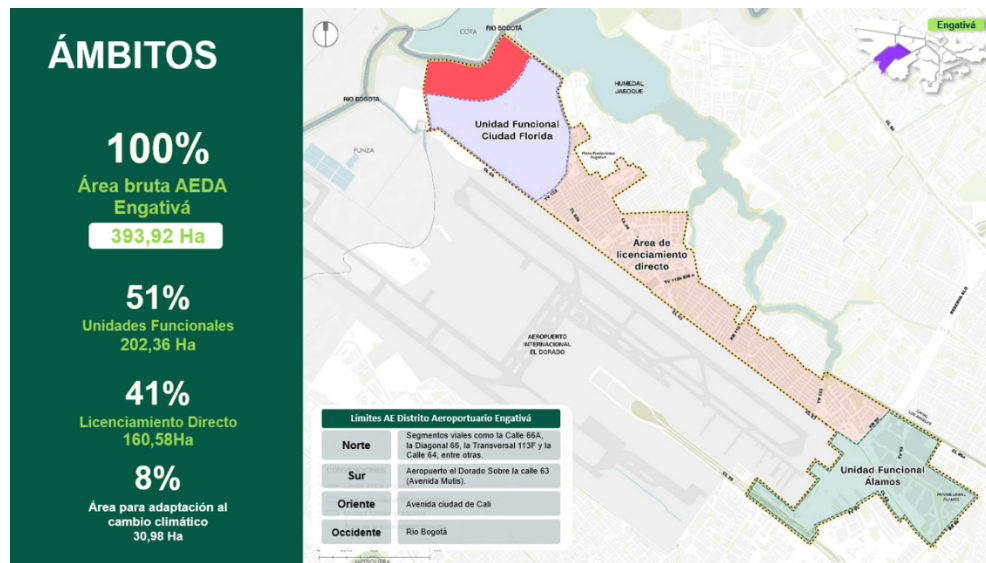 ÁMBITOS
100%
Área bruta AEDA
Engativá
393,92 Ha
51%
Unidades Funcionales
202,36 Ha
41%
Licenciamiento Directo
160,58Ha
8%
Área para adaptación al
cambio climático
30,98 Ha
Engativá
COTA
RIO BOGOTÁ
RIO BOGOTÁ
FUNZA
HUMEDAL
JABOQUE
Unidad Funcional
Ciudad Florida
Área de
licenciamiento
directo
AEROPUERTO
INTERNACIONAL
EL DORADO
Unidad Funcional
Álamos
Límites AE Distrito Aeroportuario Engativá
Norte
Segmentos viales como la Calle 66A,
la Diagonal 66, la Transversal 113F y la
Calle 64, entre otras.
Sur
Aeropuerto el Dorado Sobre la calle 63
(Avenida Mutis).
Oriente
Avenida ciudad de Cali
Occidente
Rio Bogotá